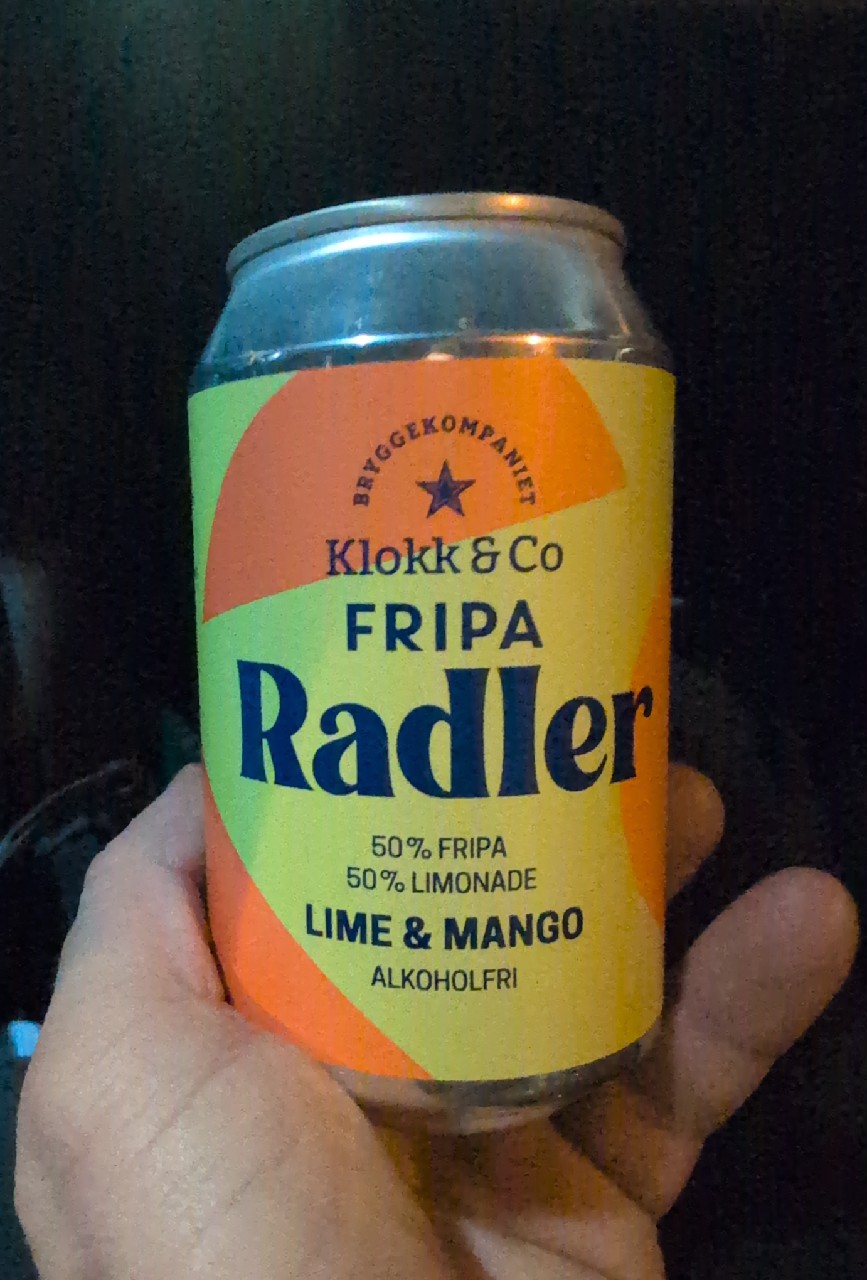 BRYGGEKOMPANIET
Klokk & Co
FRIPA
Radler
50% FRIPA
50% LIMONADE
LIME & MANGO
ALKOHOLFRI